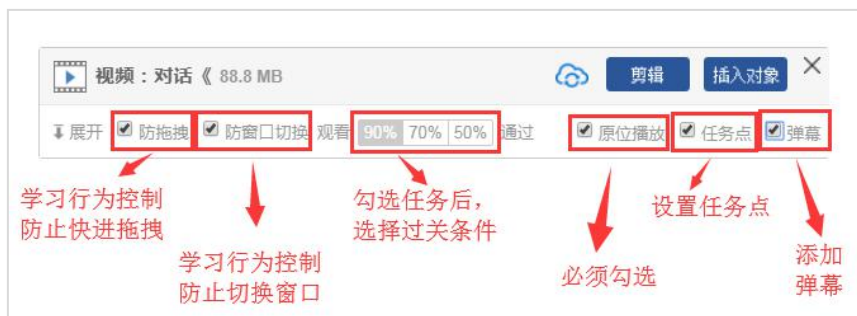 视频：对话《 88.8 MB 剪辑 插入对象
展开 防拖拽 防窗口切换 观看 90% 70% 50% 通过 原位播放 任务点 弹幕
学习行为控制
防止快进拖拽
学习行为控制
防止切换窗口
勾选任务后，
选择过关条件
必须勾选
设置任务点
添加
弹幕